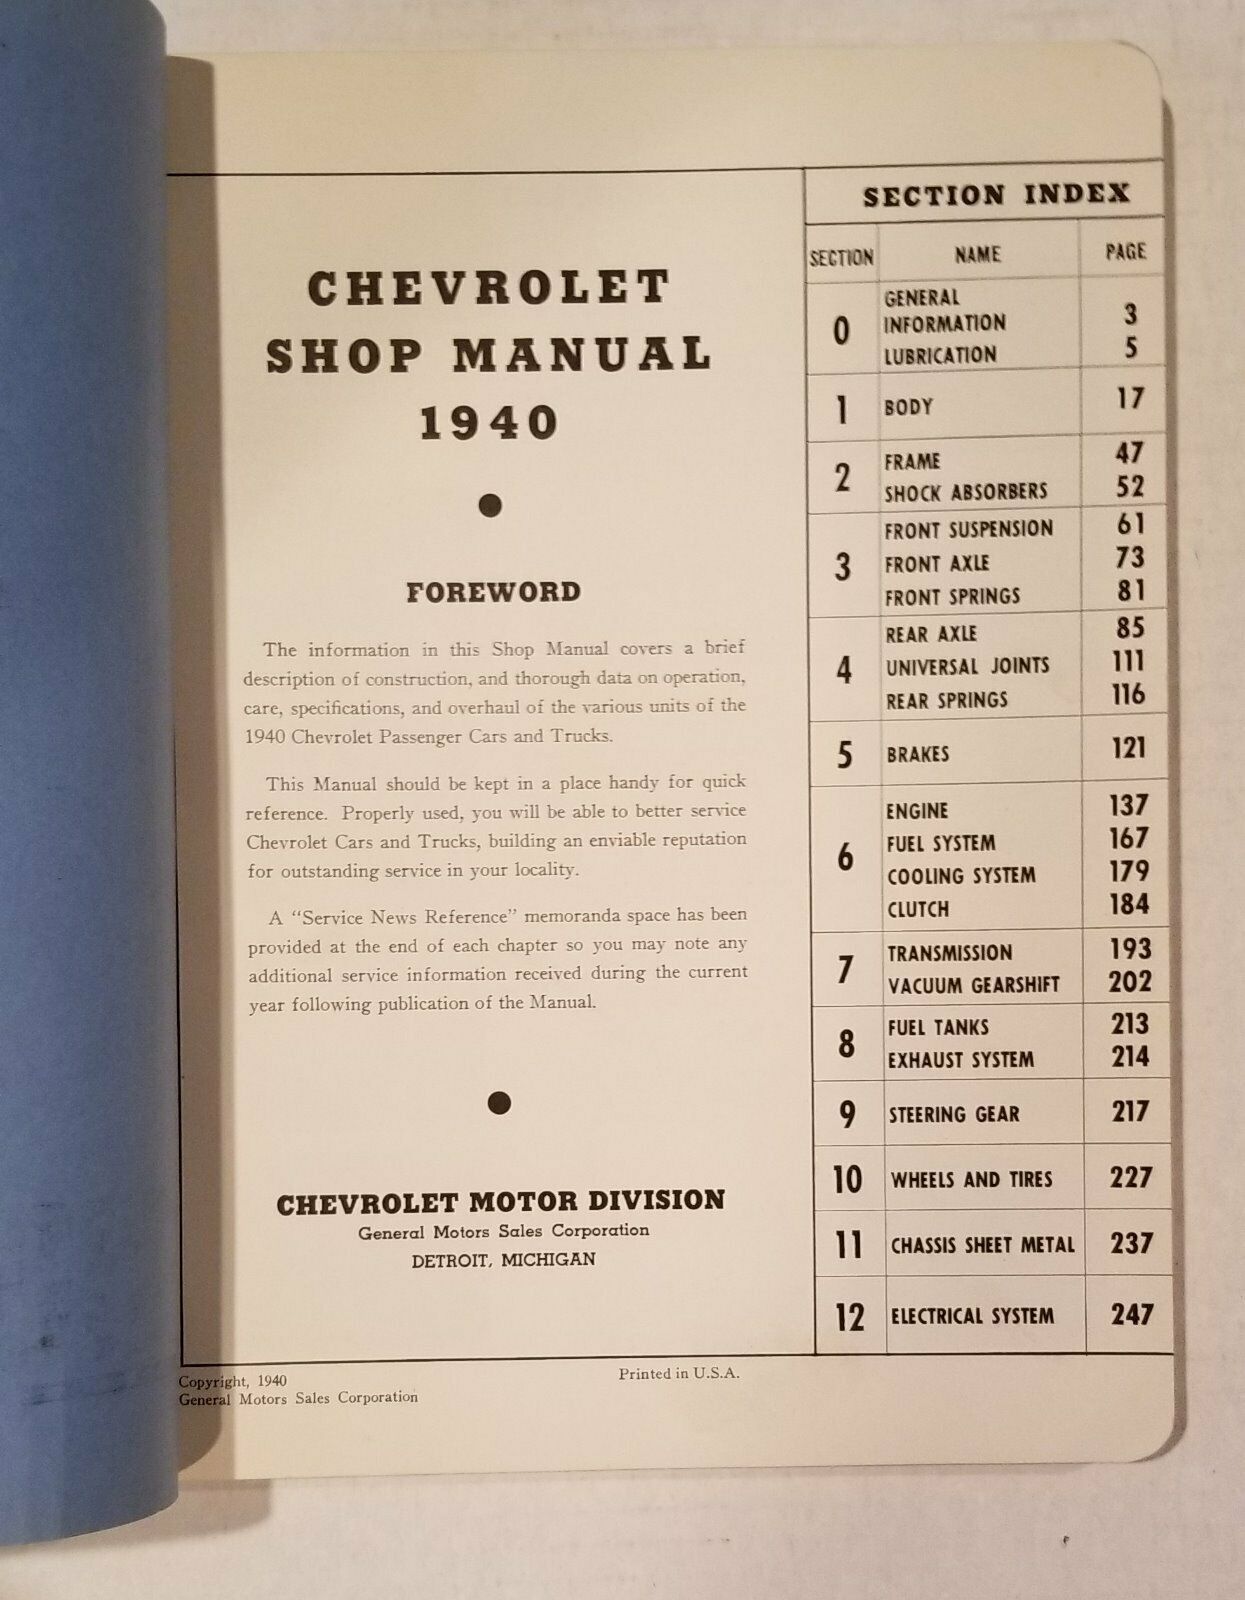 CHEVROLET
SHOP MANUAL
1940
FOREWORD
The information in this Shop Manual covers a brief
description of construction, and thorough data on operation,
care, specifications, and overhaul of the various units of the
1940 Chevrolet Passenger Cars and Trucks.
This Manual should be kept in a place handy for quick
reference. Properly used, you will be able to better service
Chevrolet Cars and Trucks, building an enviable reputation
for outstanding service in your locality.
A “Service News Reference” memoranda space has been
provided at the end of each chapter so you may note any
additional service information received during the current
year following publication of the Manual.
CHEVROLET MOTOR DIVISION
General Motors Sales Corporation
DETROIT, MICHIGAN
SECTION INDEX
SECTION NAME PAGE
0 GENERAL
INFORMATION 3
LUBRICATION 5
1 BODY 17
2 FRAME 47
SHOCK ABSORBERS 52
3 FRONT SUSPENSION 61
FRONT AXLE 73
FRONT SPRINGS 81
4 REAR AXLE 85
UNIVERSAL JOINTS 111
REAR SPRINGS 116
5 BRAKES 121
6 ENGINE 137
FUEL SYSTEM 167
COOLING SYSTEM 179
CLUTCH 184
7 TRANSMISSION 193
VACUUM GEARSHIFT 202
8 FUEL TANKS 213
EXHAUST SYSTEM 214
9 STEERING GEAR 217
10 WHEELS AND TIRES 227
11 CHASSIS SHEET METAL 237
12 ELECTRICAL SYSTEM 247
Copyright, 1940
General Motors Sales Corporation
Printed in U.S.A.